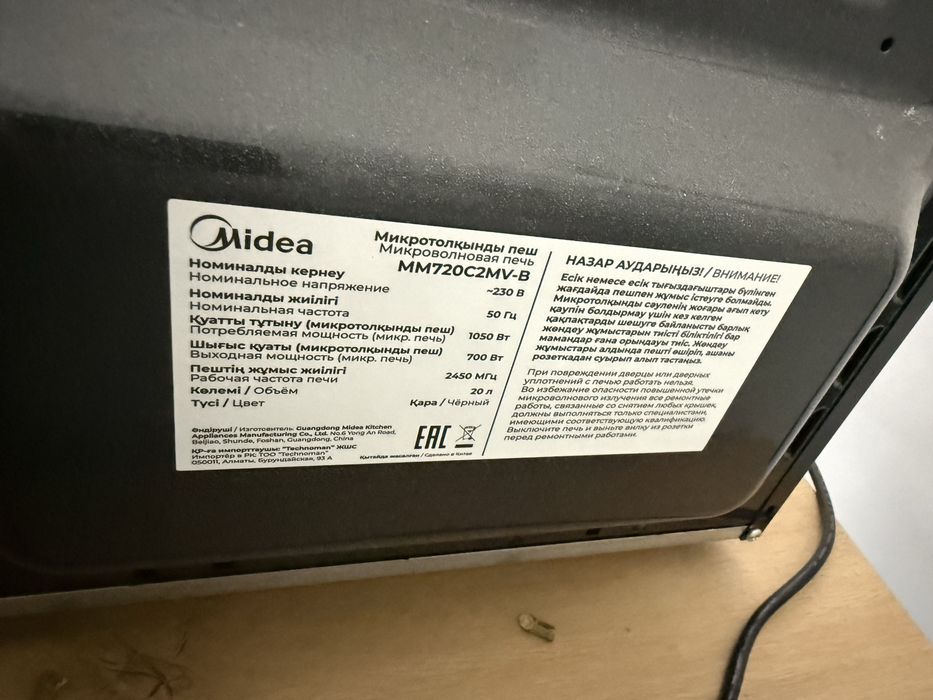 Midea
Микротолқынды пеш
Микроволновая печь
MM720C2MV-B
Номиналды кернеу
Номинальное напряжение ~230 В
Номиналды жиілігі
Номинальная частота 50 Гц
Қуатты тұтыну (микротолқынды пеш)
Потребляемая мощность (микр. печь) 1050 Вт
Шығыс қуаты (микротолқынды пеш)
Выходная мощность (микр. печь) 700 Вт
Пештің жұмыс жиілігі
Рабочая частота печи 2450 МГц
Көлемі / Объём 20 л
Түсі / Цвет Қара / Чёрный
Өндіруші / Изготовитель: Guangdong Midea Kitchen
Appliances Manufacturing Co., Ltd. No.6 Yong An Road,
Beijiao, Shunde, Foshan, Guangdong, China
ҚР-ға импорттаушы: "Technoman" ЖШС
Импортёр в РК: ТОО "Technoman"
050011, Алматы, Бурундайская, 93 А
EAC
Қытайда жасалған / Сделано в Китае
НАЗАР АУДАРЫҢЫЗ! / ВНИМАНИЕ!
Есік немесе есік тығыздағыштары бүлінген
жағдайда пешпен жұмыс істеуге болмайды.
Микротолқынды сәуленің жоғары ағып кету
қаупін болдырмау үшін кез келген
қақпақтарды шешуге байланысты барлық
жөндеу жұмыстарын тиісті біліктілігі бар
мамандар ғана орындауы тиіс. Жөндеу
жұмыстары алдында пешті өшіріп, ашаны
розеткадан суырып алып тастаңыз.
При повреждении дверцы или дверных
уплотнений с печью работать нельзя.
Во избежание опасности повышенной утечки
микроволнового излучения все ремонтные
работы, связанные со снятием любых крышек,
должны выполняться только специалистами,
имеющими соответствующую квалификацию.
Выключите печь и выньте вилку из розетки
перед ремонтными работами.